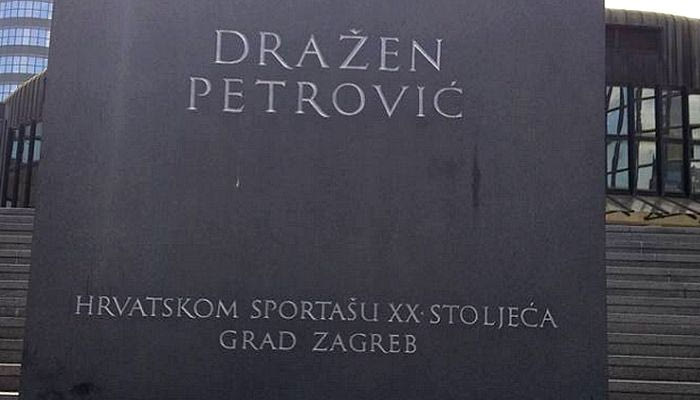 DRAŽEN
PETROVIĆ
HRVATSKOM SPORTAŠU XX·STOLJEĆA
GRAD ZAGREB